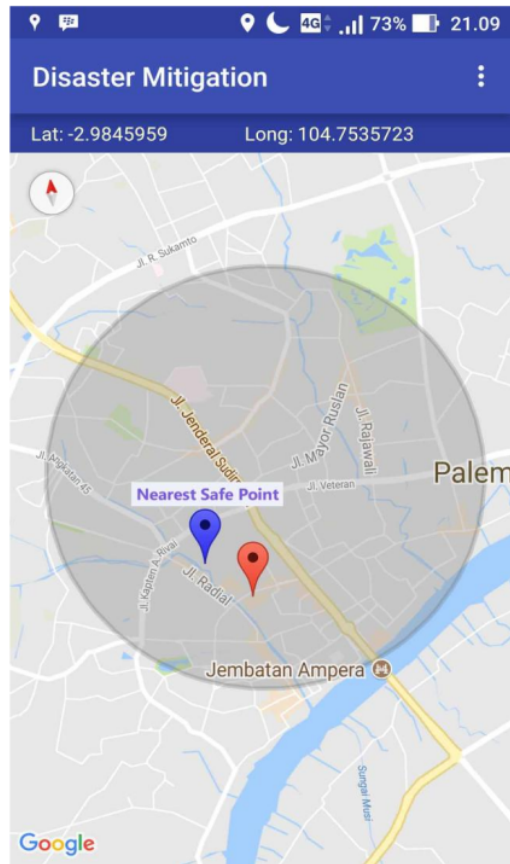 4G 73% 21.09
Disaster Mitigation
Lat: -2.9845959 Long: 104.7535723
Jl. R. Sukamto
Jl. Jenderal Sudirm
Jl. Mayor Ruslan
Jl. Rajawali
Jl. Angkatan 45
Palem
Nearest Safe Point
Jl. Veteran
Jl. Kapten A. Rivai
Jl. Radial
Jembatan Ampera
Sungai Musi
Google